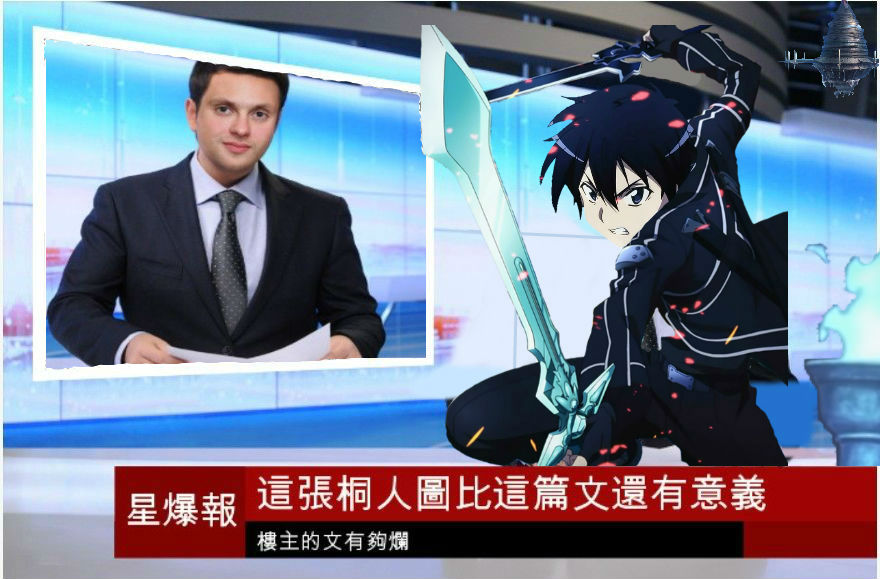 星爆報
這張桐人圖比這篇文還有意義
樓主的文有夠爛